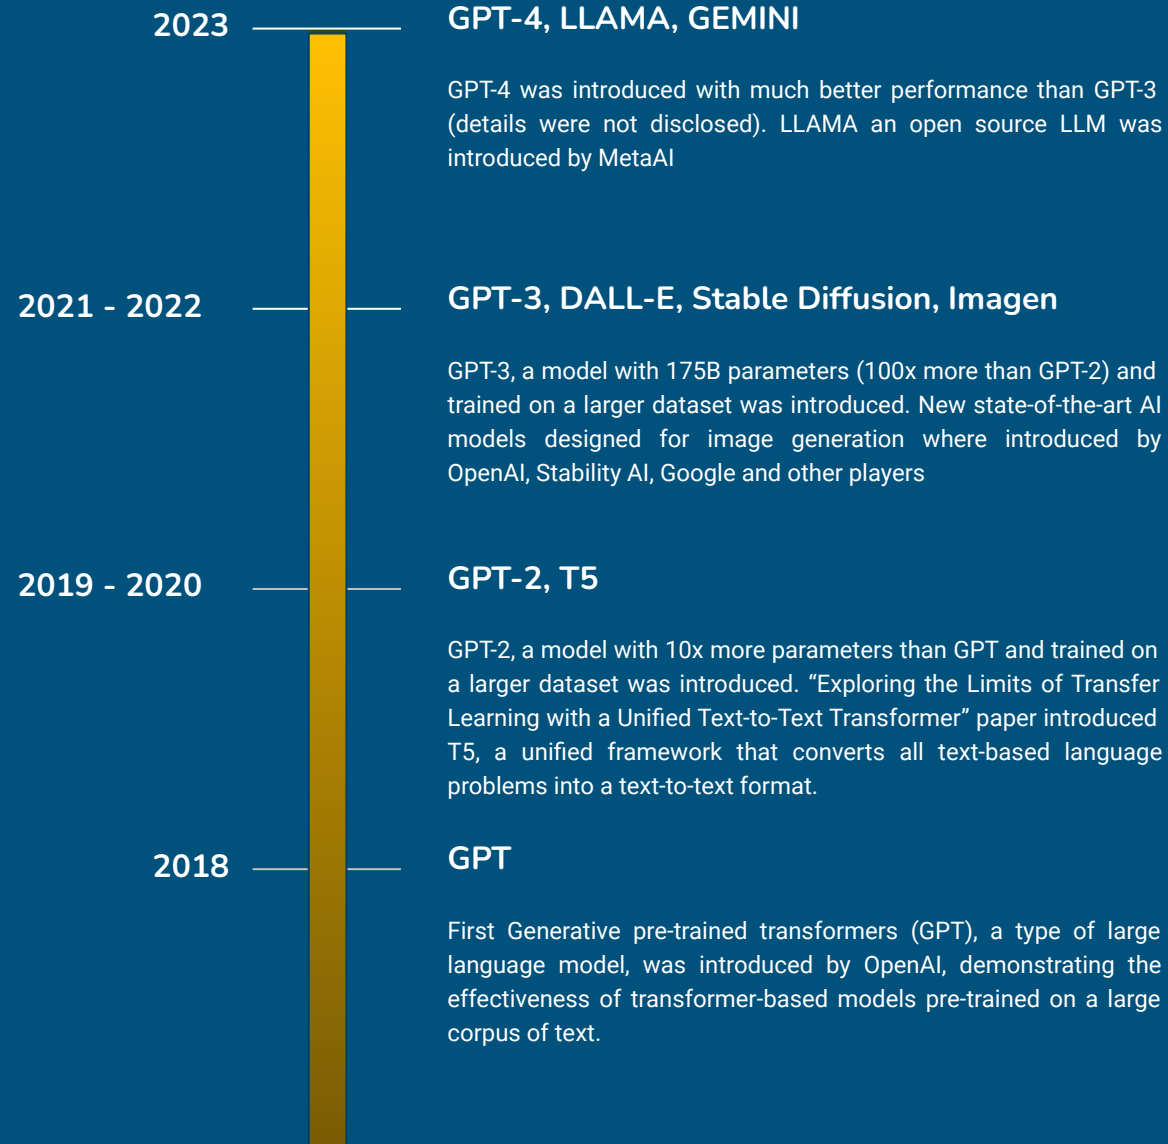 2023
GPT-4, LLAMA, GEMINI
GPT-4 was introduced with much better performance than GPT-3
(details were not disclosed). LLAMA an open source LLM was
introduced by MetaAI
2021 - 2022
GPT-3, DALL-E, Stable Diffusion, Imagen
GPT-3, a model with 175B parameters (100x more than GPT-2) and
trained on a larger dataset was introduced. New state-of-the-art AI
models designed for image generation where introduced by
OpenAI, Stability AI, Google and other players
2019 - 2020
GPT-2, T5
GPT-2, a model with 10x more parameters than GPT and trained on
a larger dataset was introduced. “Exploring the Limits of Transfer
Learning with a Unified Text-to-Text Transformer” paper introduced
T5, a unified framework that converts all text-based language
problems into a text-to-text format.
2018
GPT
First Generative pre-trained transformers (GPT), a type of large
language model, was introduced by OpenAI, demonstrating the
effectiveness of transformer-based models pre-trained on a large
corpus of text.